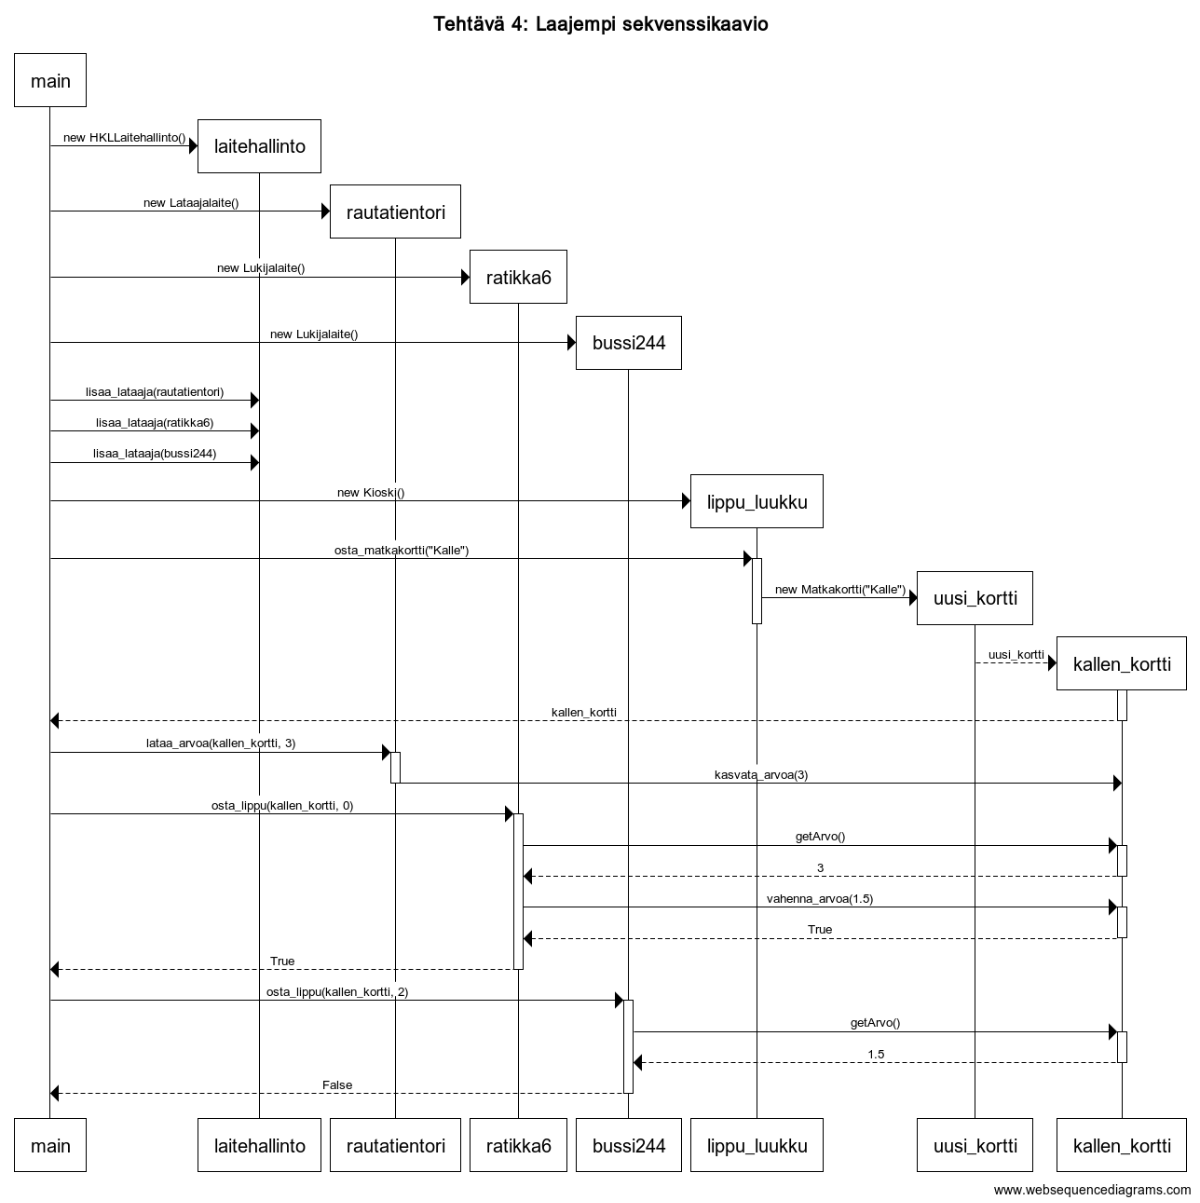 Tehtävä 4: Laajempi sekvenssikaavio
main
new HKLLaitehallinto()
laitehallinto
new Lataajalaite()
rautatientori
new Lukijalaite()
ratikka6
new Lukijalaite()
bussi244
lisaa_lataaja(rautatientori)
lisaa_lataaja(ratikka6)
lisaa_lataaja(bussi244)
new Kioski()
lippu_luukku
osta_matkakortti("Kalle")
new Matkakortti("Kalle")
uusi_kortti
uusi_kortti
kallen_kortti
kallen_kortti
lataa_arvoa(kallen_kortti, 3)
kasvata_arvoa(3)
osta_lippu(kallen_kortti, 0)
getArvo()
3
vahenna_arvoa(1.5)
True
True
osta_lippu(kallen_kortti, 2)
getArvo()
1.5
False
main laitehallinto rautatientori ratikka6 bussi244 lippu_luukku uusi_kortti kallen_kortti
www.websequencediagrams.com